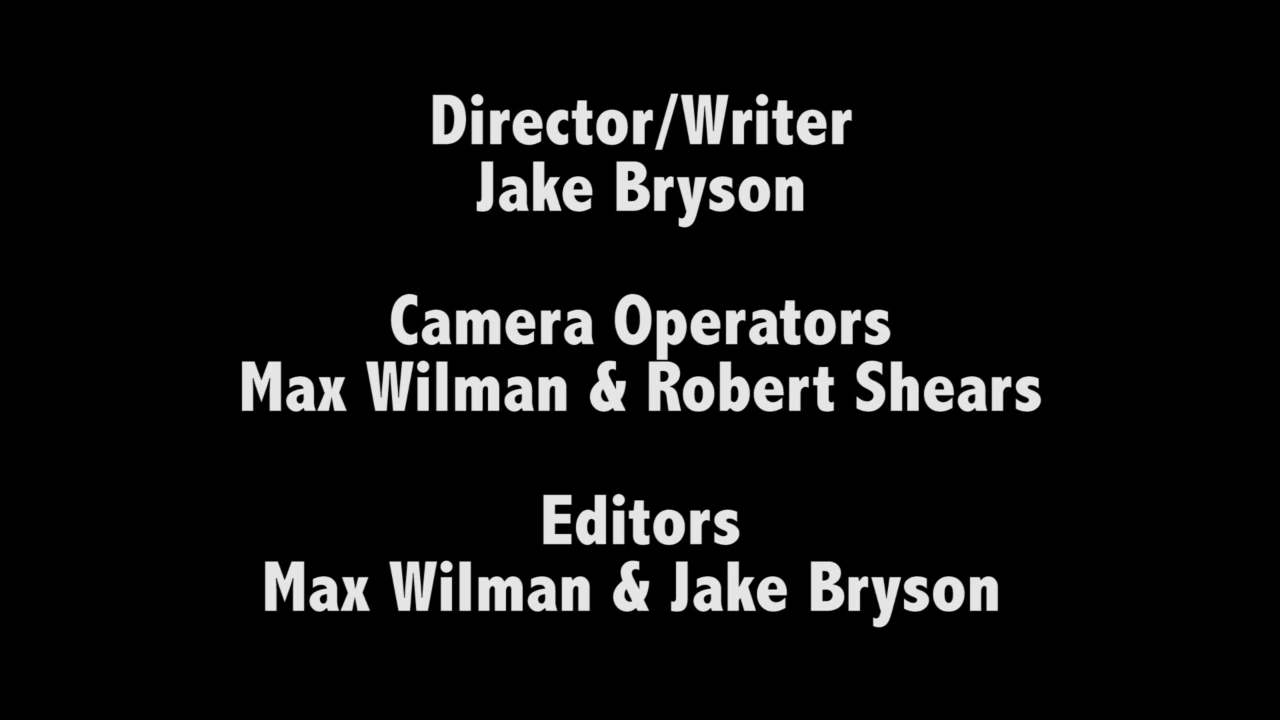 Director/Writer
Jake Bryson
Camera Operators
Max Wilman & Robert Shears
Editors
Max Wilman & Jake Bryson